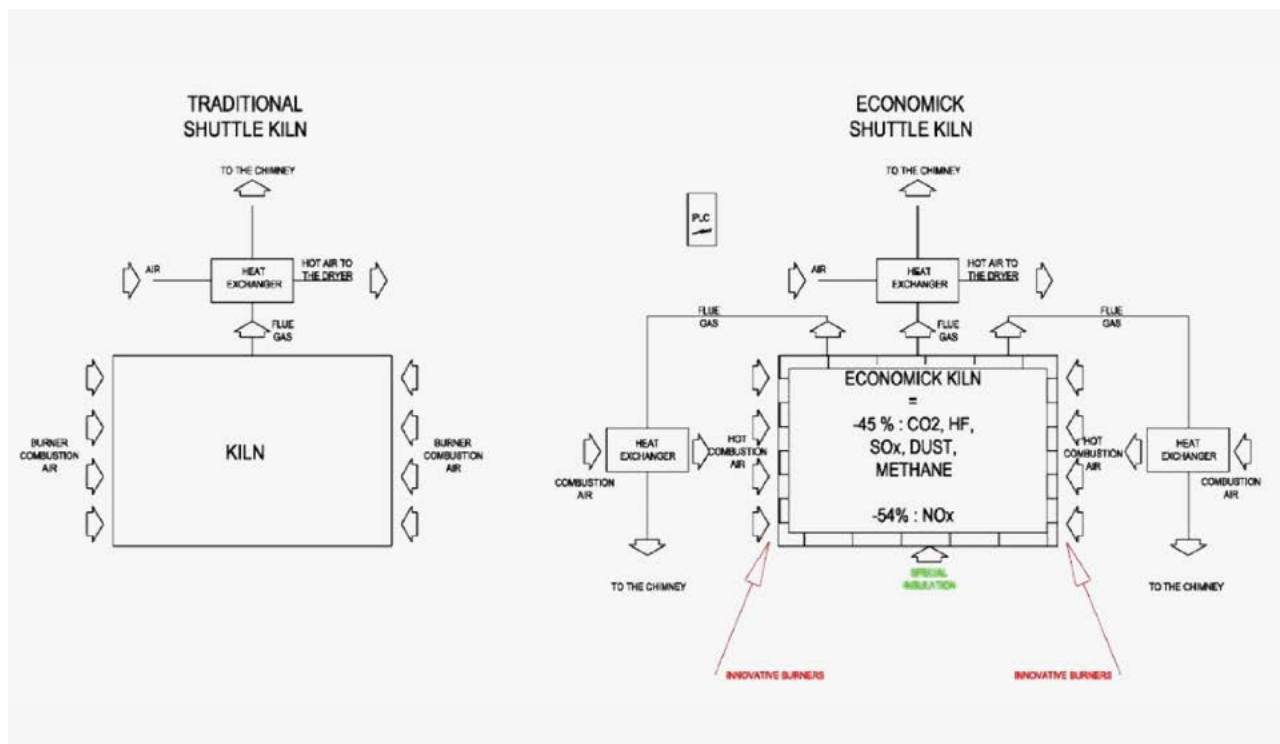 TRADITIONAL
SHUTTLE KILN
TO THE CHIMNEY
AIR
HEAT
EXCHANGER
HOT AIR TO
THE DRYER
FLUE
GAS
BURNER
COMBUSTION
AIR
KILN
BURNER
COMBUSTION
AIR
ECONOMICK
SHUTTLE KILN
TO THE CHIMNEY
PLC
AIR
HEAT
EXCHANGER
HOT AIR TO
THE DRYER
FLUE
GAS
FLUE
GAS
FLUE
GAS
ECONOMICK KILN
=
-45 % : CO2, HF,
SOx, DUST,
METHANE
-54% : NOx
HEAT
EXCHANGER
HOT
COMBUSTION
AIR
COMBUSTION
AIR
HOT
COMBUSTION
AIR
HEAT
EXCHANGER
COMBUSTION
AIR
TO THE CHIMNEY
SPECIAL
INSULATION
TO THE CHIMNEY
INNOVATIVE BURNERS
INNOVATIVE BURNERS